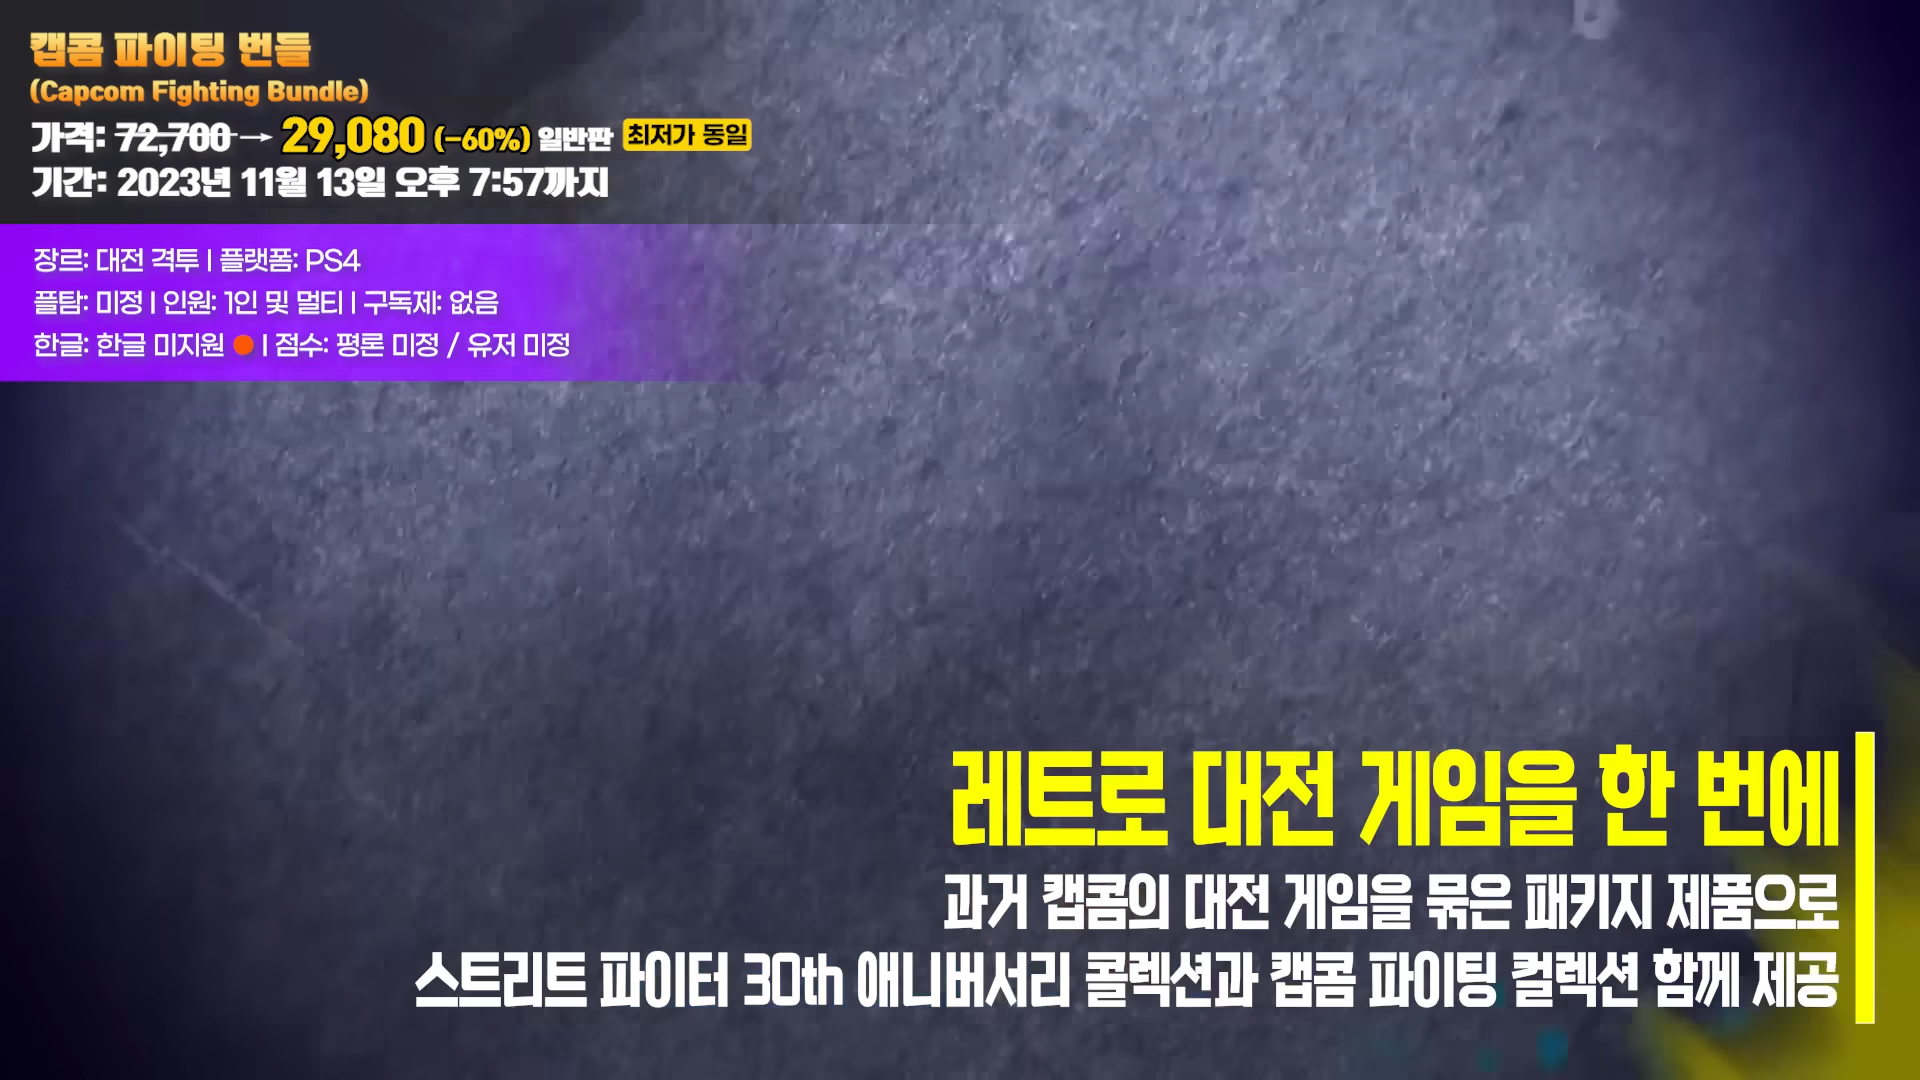 캡콤 파이팅 번들
(Capcom Fighting Bundle)
가격: 72,700 → 29,080 (-60%) 일반판 최저가 동일
기간: 2023년 11월 13일 오후 7:57까지
장르: 대전 격투 | 플랫폼: PS4
플탐: 미정 | 인원: 1인 및 멀티 | 구독제: 없음
한글: 한글 미지원 | 점수: 평론 미정 / 유저 미정
레트로 대전 게임을 한 번에
과거 캡콤의 대전 게임을 묶은 패키지 제품으로
스트리트 파이터 30th 애니버서리 콜렉션과 캡콤 파이팅 컬렉션 함께 제공